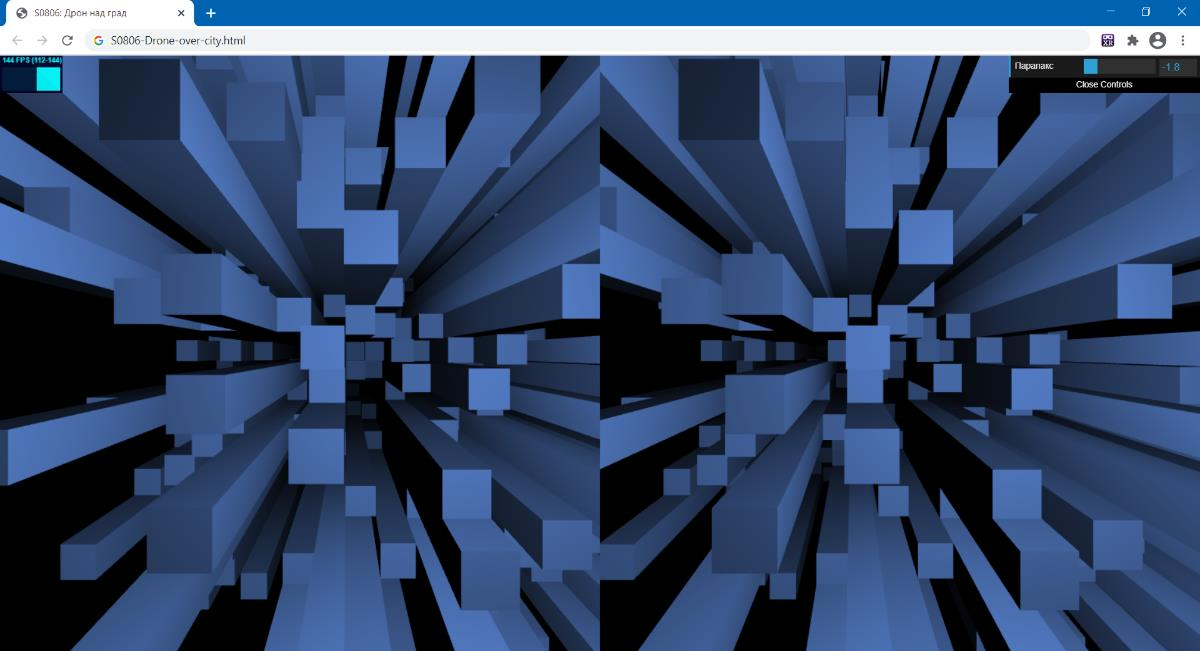 S0806: Дрон над град
S0806-Drone-over-city.html
144 FPS (112-144)
Паралакс
-1.8
Close Controls